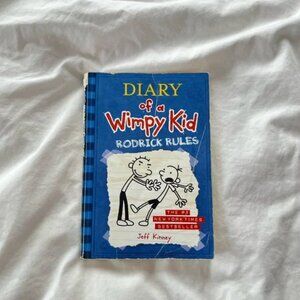 DIARY
of a
Wimpy Kid
RODRICK RULES
THE #1
NEW YORK TIMES
BESTSELLER
Jeff Kinney